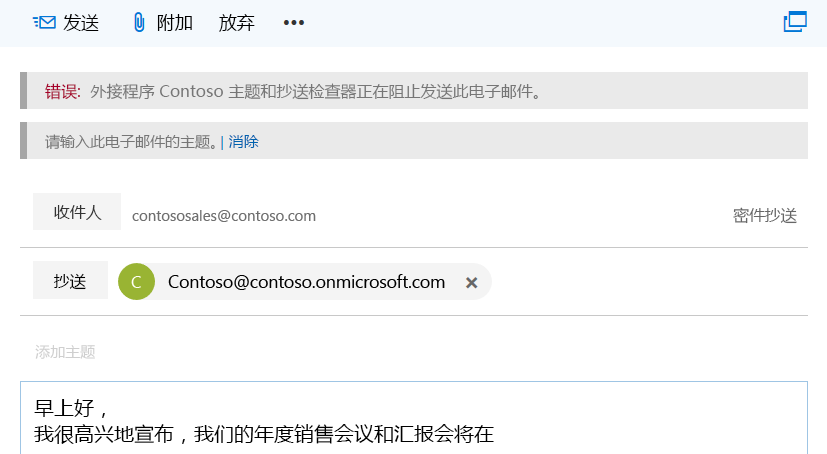 发送 附加 放弃 •••
错误: 外接程序 Contoso 主题和抄送检查器正在阻止发送此电子邮件。
请输入此电子邮件的主题。| 消除
收件人 contososales@contoso.com 密件抄送
抄送 C Contoso@contoso.onmicrosoft.com ×
添加主题
早上好，
我很高兴地宣布，我们的年度销售会议和汇报会将在